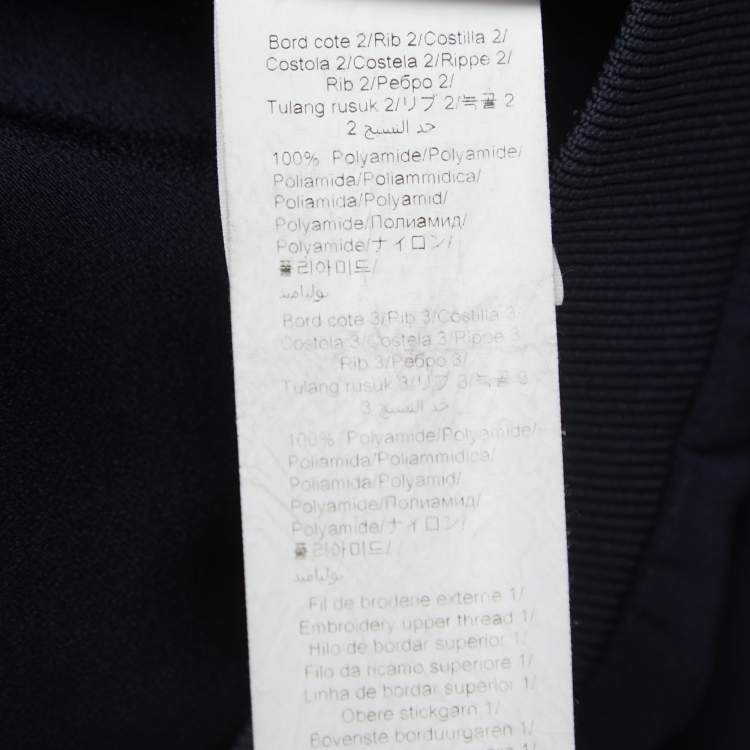 Bord cote 2/Rib 2/Costilla 2/
Costola 2/Costela 2/Rippe 2/
Rib 2/Ребро 2/
Tulang rusuk 2/リブ 2/늑골 2
حد النسيج 2
100% Polyamide/Polyamide/
Poliamida/Poliammidica/
Poliamida/Polyamid/
Polyamide/Полиамид/
Polyamide/ナイロン/
폴리아미드/
بولياميد
Bord cote 3/Rib 3/Costilla 3/
Costola 3/Costela 3/Rippe 3
Rib 3/Ребро 3/
Tulang rusuk 3/リブ 3/늑골 3
حد النسيج 3
100% Polyamide/Polyamide/
Poliamida/Poliammidica/
Poliamida/Polyamid/
Polyamide/Полиамид/
Polyamide/ナイロン/
폴리아미드/
بولياميد
Fil de broderie externe 1/
Embroidery upper thread 1/
Hilo de bordar superior 1/
Filo da ricamo superiore 1/
Linha de bordar superior 1/
Obere stickgarn 1/
Bovenste borduurgaren 1/